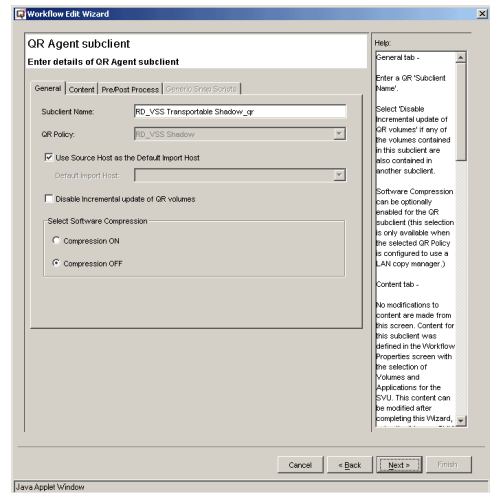 Workflow Edit Wizard
QR Agent subclient
Enter details of QR Agent subclient
General
Content
Pre/Post Process
Generic Snap Scripts
Subclient Name:
RD_VSS Transportable Shadow_qr
QR Policy:
RD_VSS Shadow
Use Source Host as the Default Import Host
Default Import Host:
Disable Incremental update of QR volumes
Select Software Compression
Compression ON
Compression OFF
Help:
General tab -
Enter a QR 'Subclient
Name'.
Select 'Disable
Incremental update of
QR volumes' if any of
the volumes contained
in this subclient are
also contained in
another subclient.
Software Compression
can be optionally
enabled for the QR
subclient (this selection
is only available when
the selected QR Policy
is configured to use a
LAN copy manager.)
Content tab -
No modifications to
content are made from
this screen. Content for
this subclient was
defined in the Workflow
Properties screen with
the selection of
Volumes and
Applications for the
SVU. This content can
be modified after
completing this Wizard,
Cancel
« Back
Next »
Finish
Java Applet Window